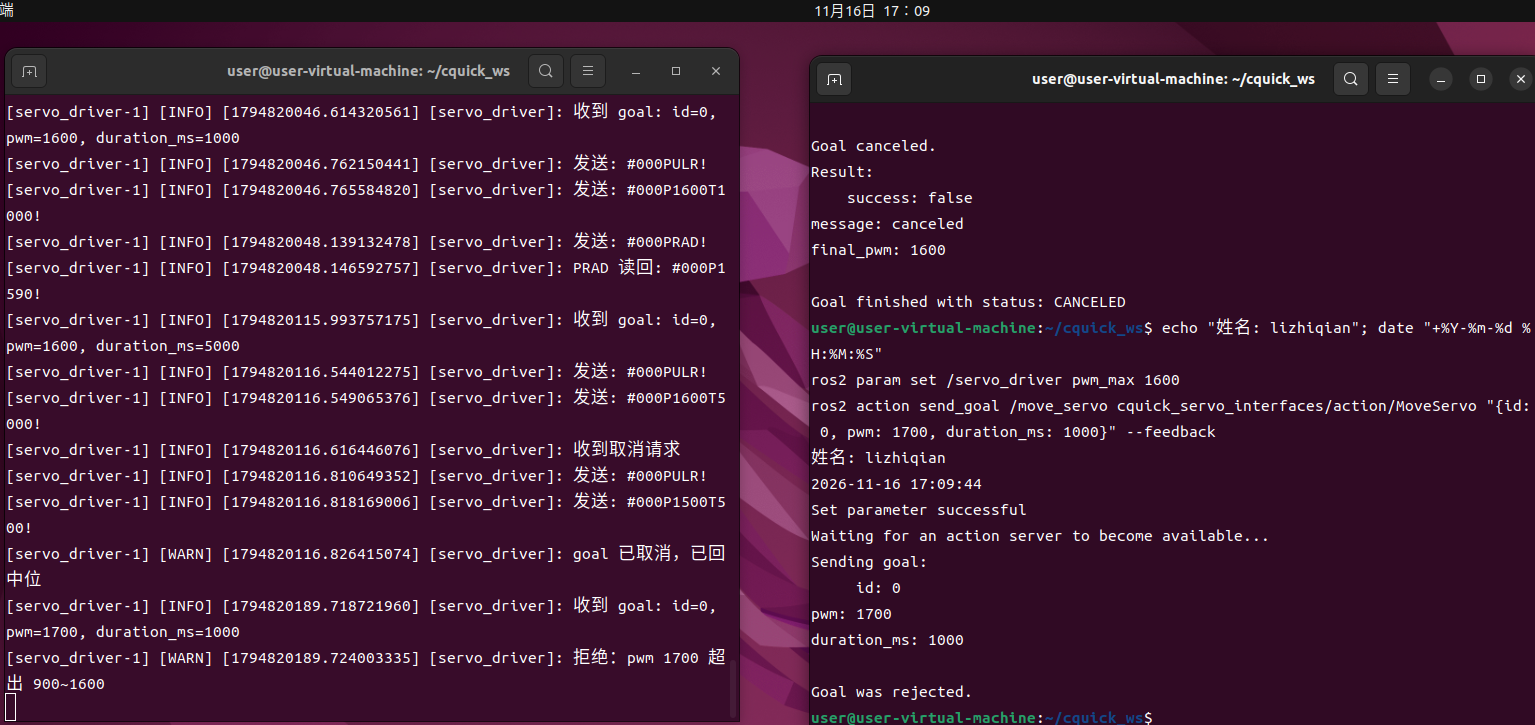 端
11月16日 17：09
user@user-virtual-machine: ~/cquick_ws
[servo_driver-1] [INFO] [1794820046.614320561] [servo_driver]: 收到 goal: id=0,
pwm=1600, duration_ms=1000
[servo_driver-1] [INFO] [1794820046.762150441] [servo_driver]: 发送: #000PULR!
[servo_driver-1] [INFO] [1794820046.765584820] [servo_driver]: 发送: #000P1600T1
000!
[servo_driver-1] [INFO] [1794820048.139132478] [servo_driver]: 发送: #000PRAD!
[servo_driver-1] [INFO] [1794820048.146592757] [servo_driver]: PRAD 读回: #000P1
590!
[servo_driver-1] [INFO] [1794820115.993757175] [servo_driver]: 收到 goal: id=0,
pwm=1600, duration_ms=5000
[servo_driver-1] [INFO] [1794820116.544012275] [servo_driver]: 发送: #000PULR!
[servo_driver-1] [INFO] [1794820116.549065376] [servo_driver]: 发送: #000P1600T5
000!
[servo_driver-1] [INFO] [1794820116.616446076] [servo_driver]: 收到取消请求
[servo_driver-1] [INFO] [1794820116.810649352] [servo_driver]: 发送: #000PULR!
[servo_driver-1] [INFO] [1794820116.818169006] [servo_driver]: 发送: #000P1500T5
00!
[servo_driver-1] [WARN] [1794820116.826415074] [servo_driver]: goal 已取消，已回
中位
[servo_driver-1] [INFO] [1794820189.718721960] [servo_driver]: 收到 goal: id=0,
pwm=1700, duration_ms=1000
[servo_driver-1] [WARN] [1794820189.724003335] [servo_driver]: 拒绝：pwm 1700 超
出 900~1600
user@user-virtual-machine: ~/cquick_ws
Goal canceled.
Result:
    success: false
message: canceled
final_pwm: 1600
Goal finished with status: CANCELED
user@user-virtual-machine:~/cquick_ws$ echo "姓名: lizhiqian"; date "+%Y-%m-%d %
H:%M:%S"
ros2 param set /servo_driver pwm_max 1600
ros2 action send_goal /move_servo cquick_servo_interfaces/action/MoveServo "{id:
 0, pwm: 1700, duration_ms: 1000}" --feedback
姓名: lizhiqian
2026-11-16 17:09:44
Set parameter successful
Waiting for an action server to become available...
Sending goal:
     id: 0
pwm: 1700
duration_ms: 1000
Goal was rejected.
user@user-virtual-machine:~/cquick_ws$